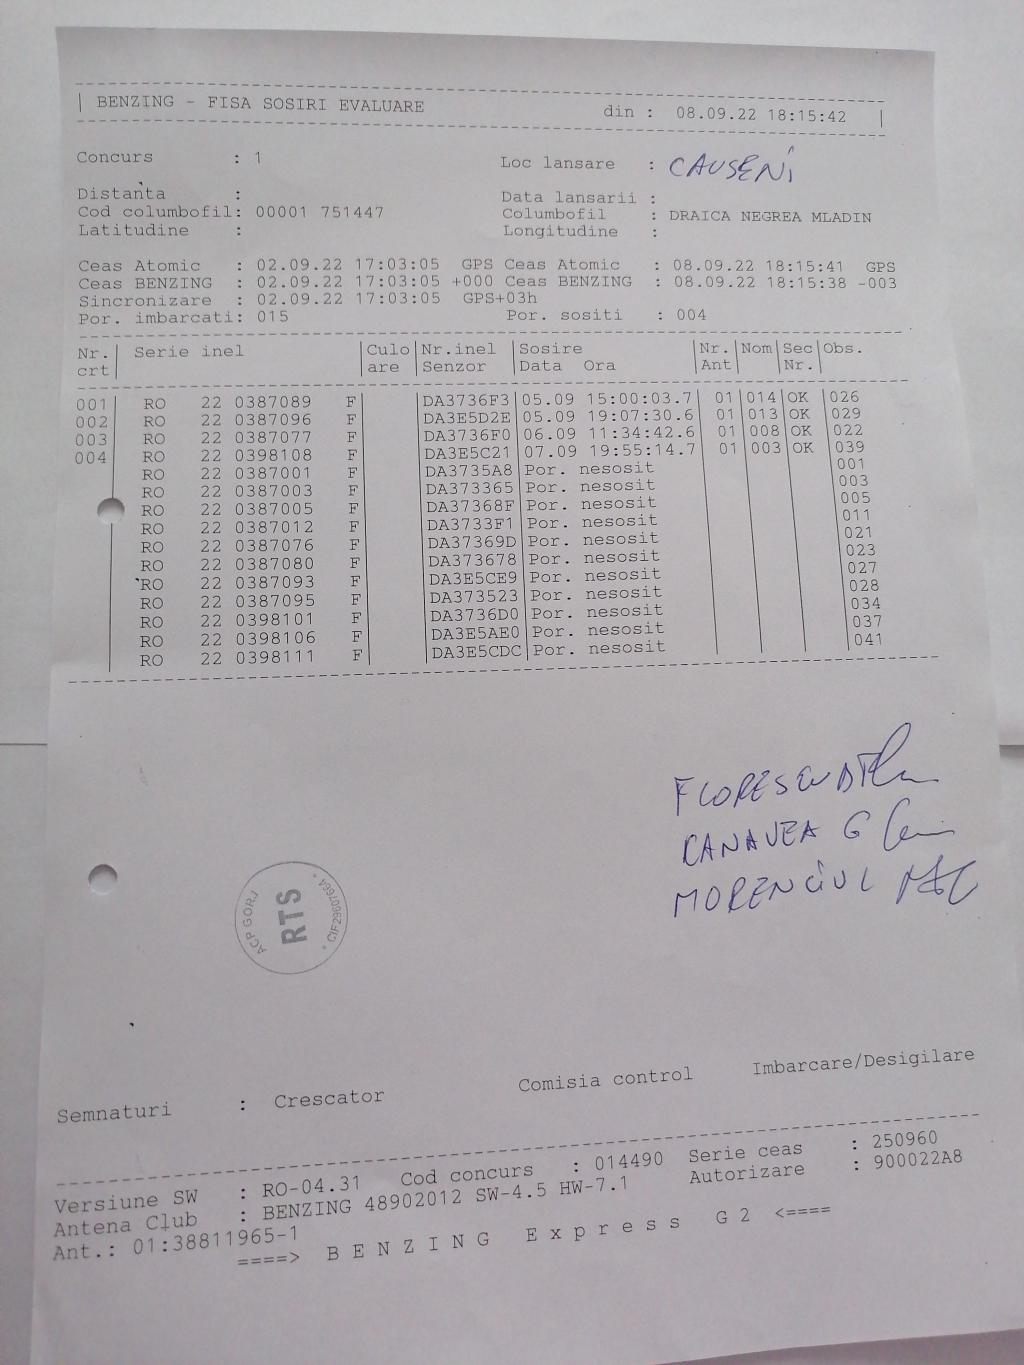 BENZING - FISA SOSIRI EVALUARE din : 08.09.22 18:15:42
Concurs : 1 Loc lansare : CAUSENI
Distanta : Data lansarii :
Cod columbofil: 00001 751447 Columbofil : DRAICA NEGREA MLADIN
Latitudine : Longitudine :
Ceas Atomic : 02.09.22 17:03:05 GPS Ceas Atomic : 08.09.22 18:15:41 GPS
Ceas BENZING : 02.09.22 17:03:05 +000 Ceas BENZING : 08.09.22 18:15:38 -003
Sincronizare : 02.09.22 17:03:05 GPS+03h
Por. imbarcati: 015 Por. sositi : 004
Nr. Serie inel Culo Nr.inel Sosire Nr. Nom Sec Obs.
crt are Senzor Data Ora Ant Nr.
001 RO 22 0387089 F DA3736F3 05.09 15:00:03.7 01 014 OK 026
002 RO 22 0387096 F DA3E5D2E 05.09 19:07:30.6 01 013 OK 029
003 RO 22 0387077 F DA3736F0 06.09 11:34:42.6 01 008 OK 022
004 RO 22 0398108 F DA3E5C21 07.09 19:55:14.7 01 003 OK 039
RO 22 0387001 F DA3735A8 Por. nesosit 001
RO 22 0387003 F DA373365 Por. nesosit 003
RO 22 0387005 F DA37368F Por. nesosit 005
RO 22 0387012 F DA3733F1 Por. nesosit 011
RO 22 0387076 F DA37369D Por. nesosit 021
RO 22 0387080 F DA373678 Por. nesosit 023
RO 22 0387093 F DA3E5CE9 Por. nesosit 027
RO 22 0387095 F DA373523 Por. nesosit 028
RO 22 0398101 F DA3736D0 Por. nesosit 034
RO 22 0398106 F DA3E5AE0 Por. nesosit 037
RO 22 0398111 F DA3E5CDC Por. nesosit 041
FLORESCU D
CANAVEA G
MORENCIUL
ACP GORJ
RTS
* CIF29607664 *
Semnaturi : Crescator Comisia control Imbarcare/Desigilare
Versiune SW : RO-04.31 Cod concurs : 014490 Serie ceas : 250960
Antena Club : BENZING 48902012 SW-4.5 HW-7.1 Autorizare : 900022A8
Ant.: 01:38811965-1
====> B E N Z I N G E x p r e s s G 2 <====